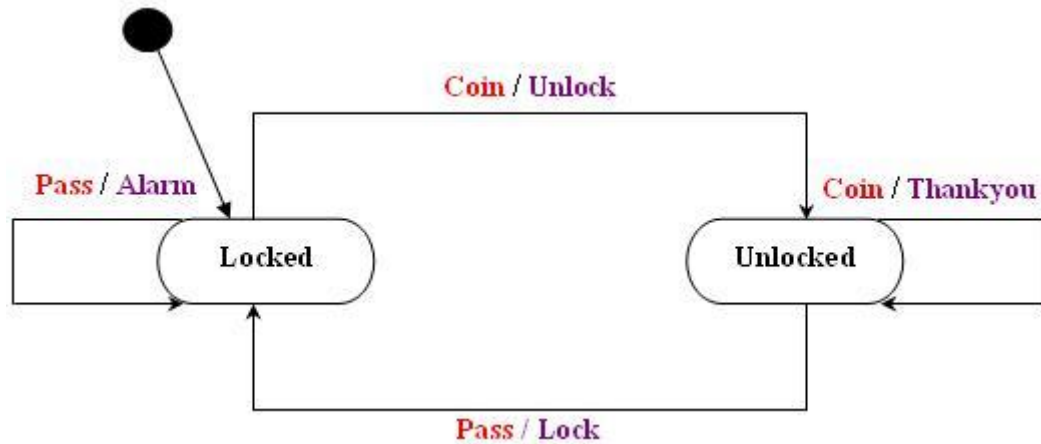 Coin / Unlock
Pass / Alarm
Coin / Thankyou
Locked
Unlocked
Pass / Lock